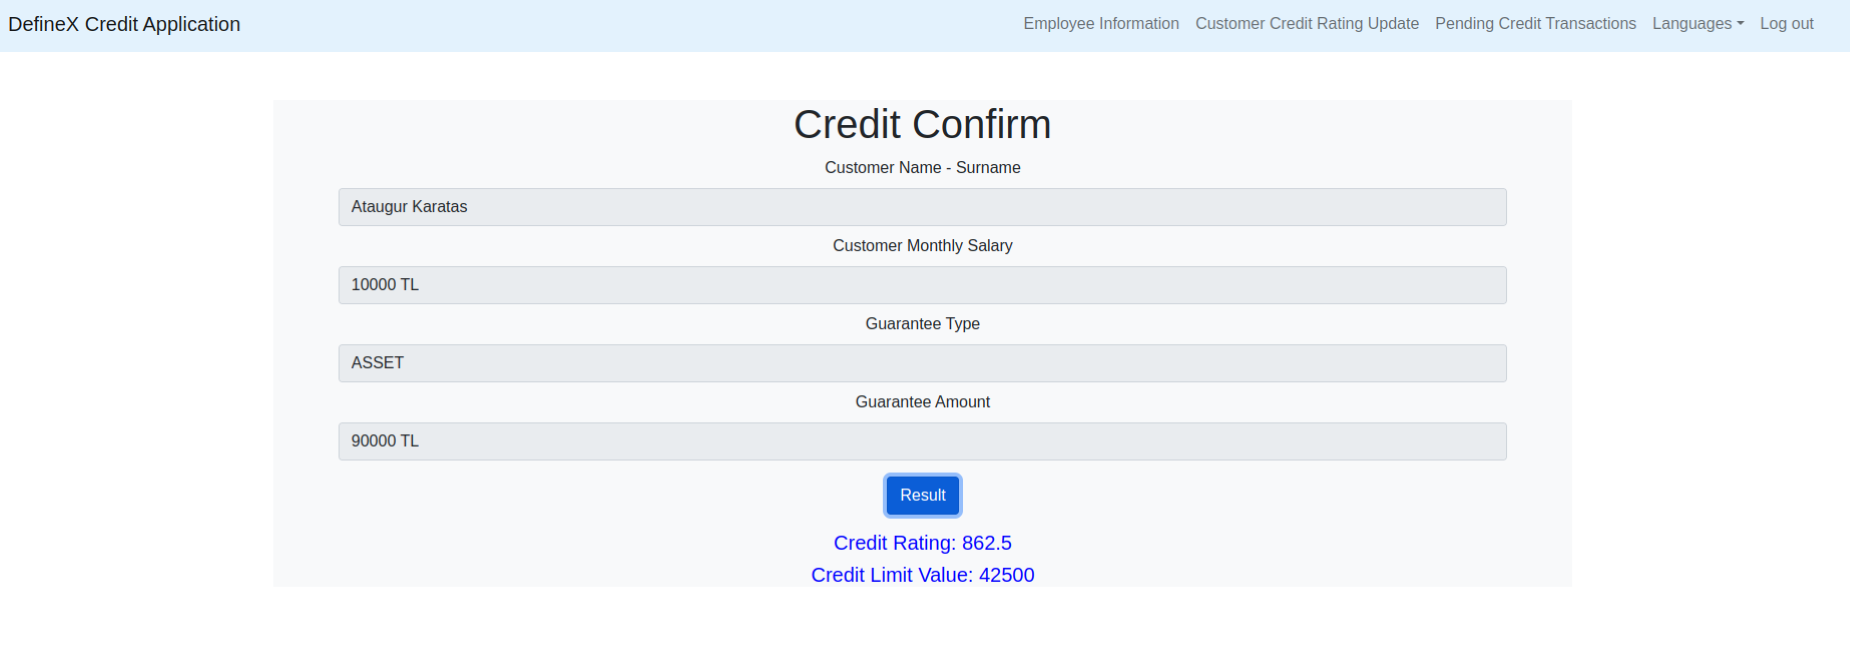 DefineX Credit Application
Employee Information Customer Credit Rating Update Pending Credit Transactions Languages Log out
Credit Confirm
Customer Name - Surname
Ataugur Karatas
Customer Monthly Salary
10000 TL
Guarantee Type
ASSET
Guarantee Amount
90000 TL
Result
Credit Rating: 862.5
Credit Limit Value: 42500